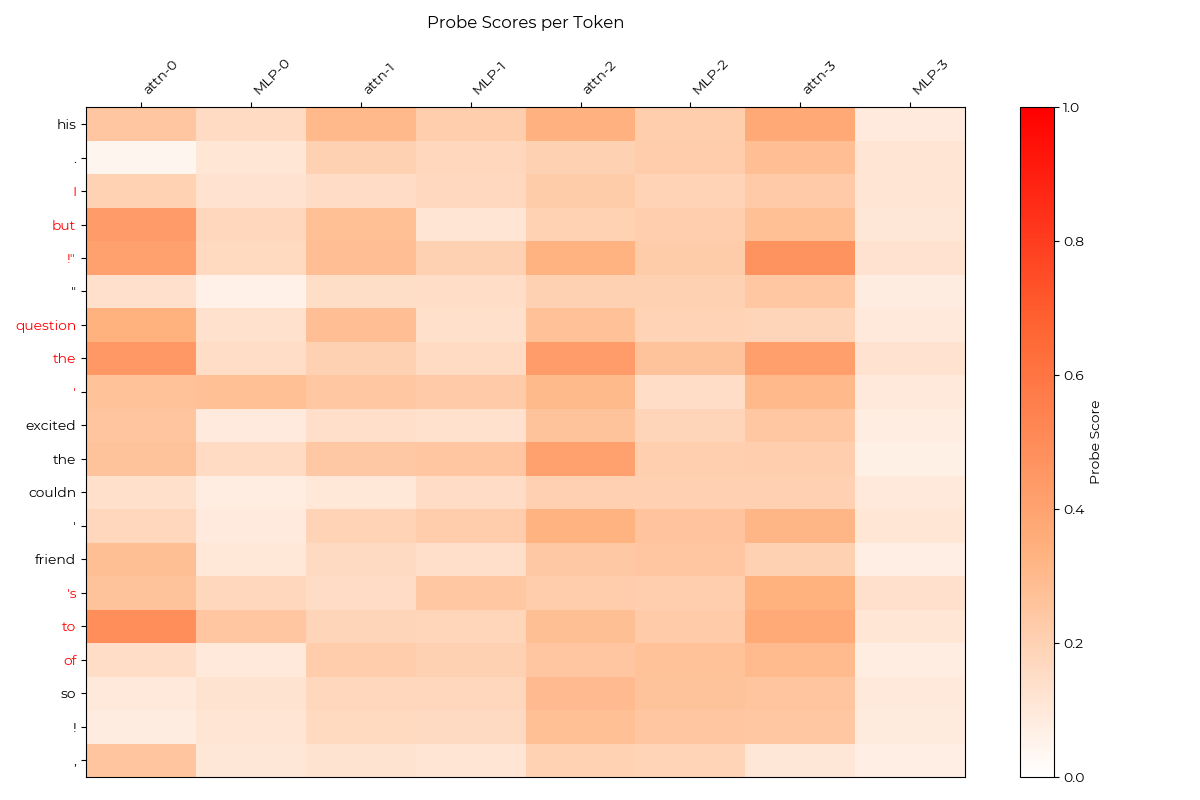 Probe Scores per Token
attn-0 MLP-0 attn-1 MLP-1 attn-2 MLP-2 attn-3 MLP-3
his
.
I
but
!"
"
question
the
'
excited
the
couldn
'
friend
's
to
of
so
!
,
1.0
0.8
0.6
0.4
0.2
0.0
Probe Score